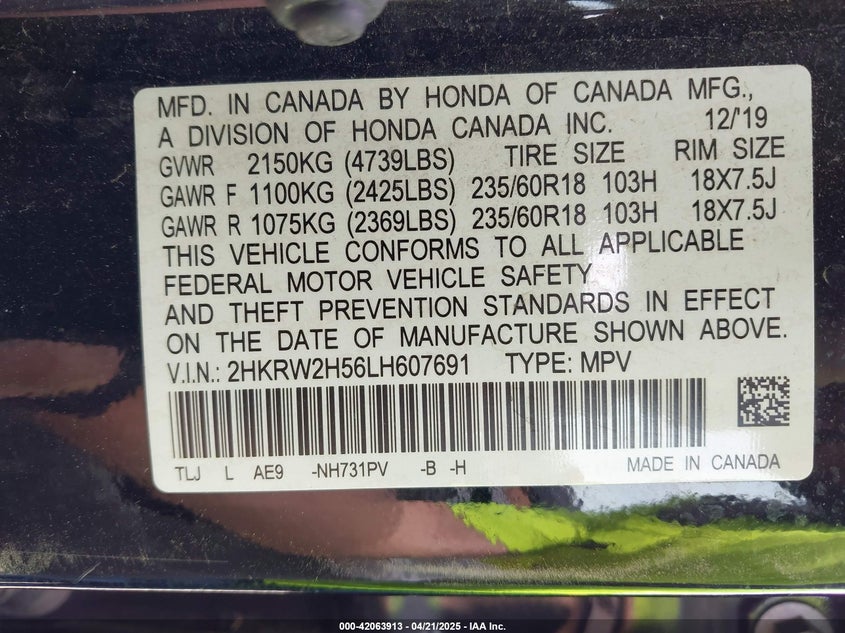 MFD. IN CANADA BY HONDA OF CANADA MFG.,
A DIVISION OF HONDA CANADA INC. 12/'19
GVWR 2150KG (4739LBS) TIRE SIZE RIM SIZE
GAWR F 1100KG (2425LBS) 235/60R18 103H 18X7.5J
GAWR R 1075KG (2369LBS) 235/60R18 103H 18X7.5J
THIS VEHICLE CONFORMS TO ALL APPLICABLE
FEDERAL MOTOR VEHICLE SAFETY
AND THEFT PREVENTION STANDARDS IN EFFECT
ON THE DATE OF MANUFACTURE SHOWN ABOVE.
V.I.N.: 2HKRW2H56LH607691 TYPE: MPV
TLJ L AE9 -NH731PV -B -H MADE IN CANADA
000-42063913 - 04/21/2025 - IAA Inc.